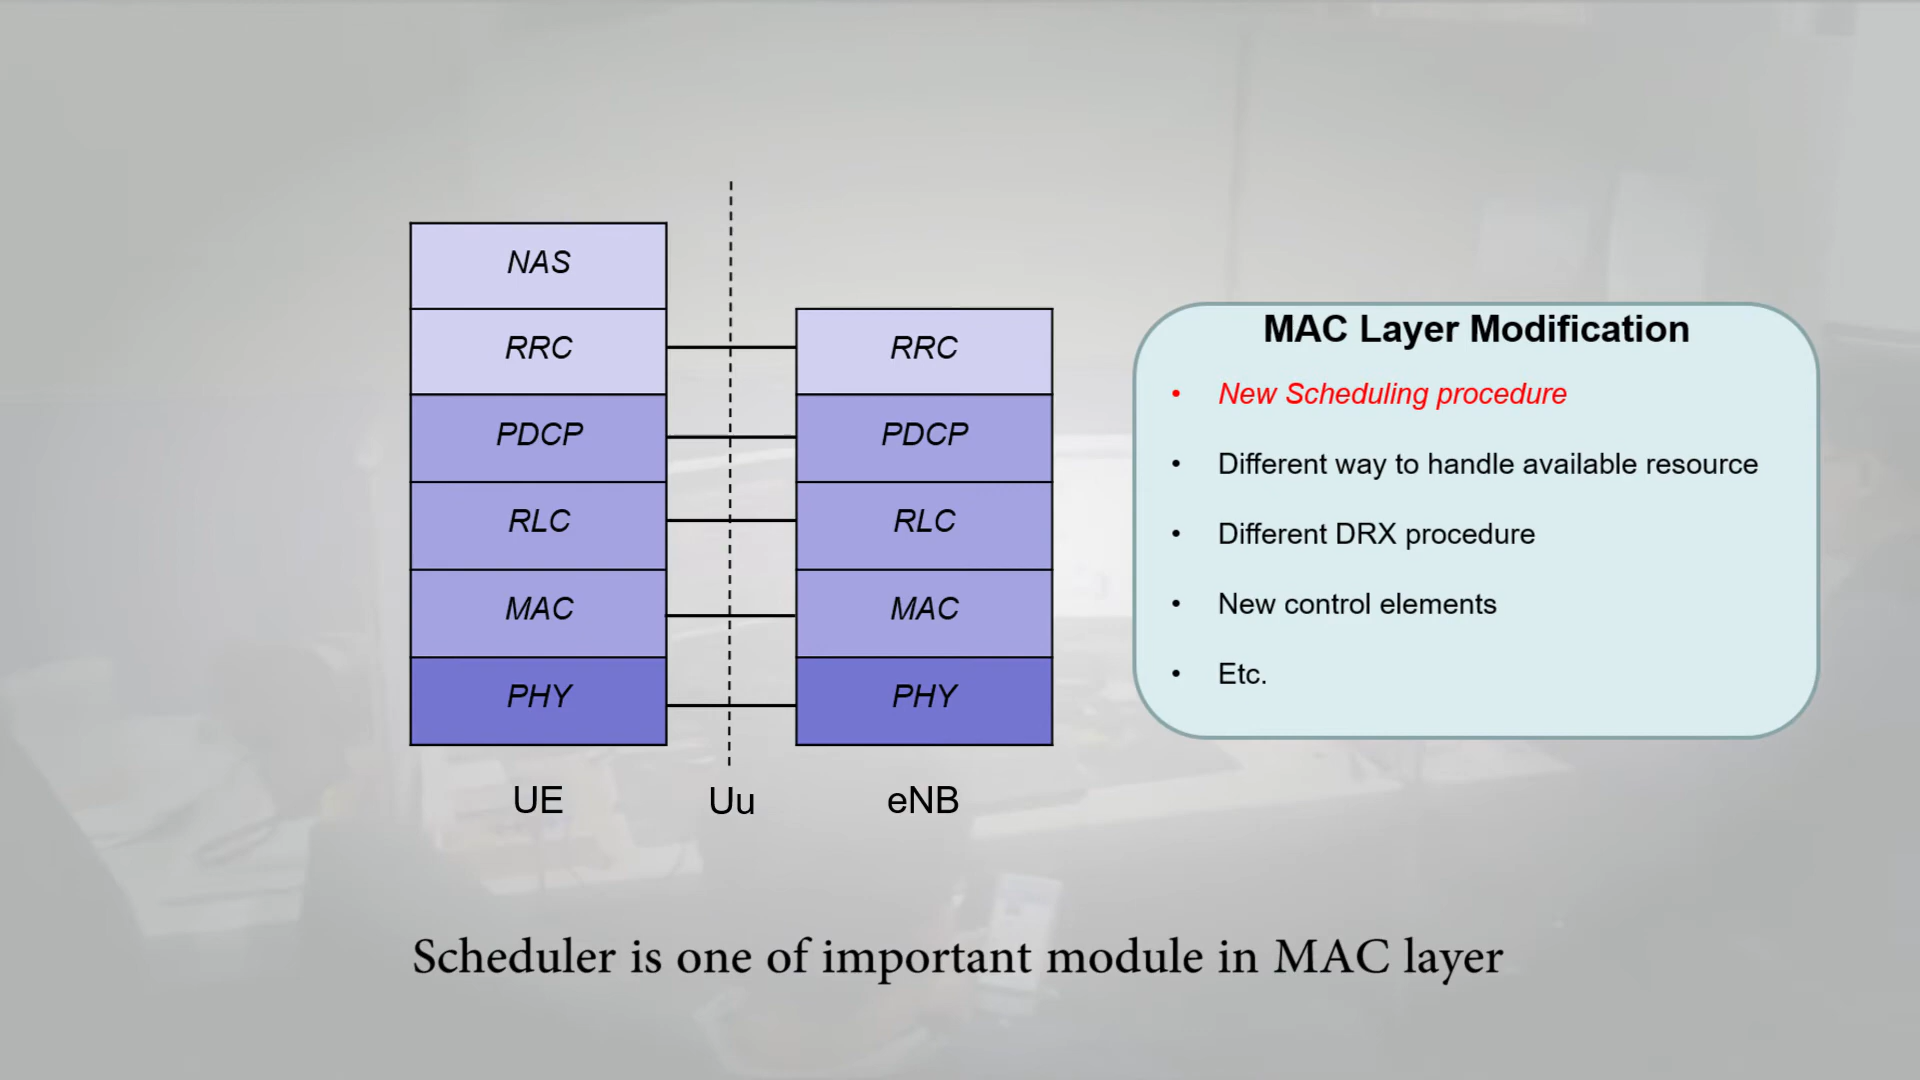 NAS
RRC
PDCP
RLC
MAC
PHY
UE
Uu
RRC
PDCP
RLC
MAC
PHY
eNB
MAC Layer Modification
• New Scheduling procedure
• Different way to handle available resource
• Different DRX procedure
• New control elements
• Etc.
Scheduler is one of important module in MAC layer